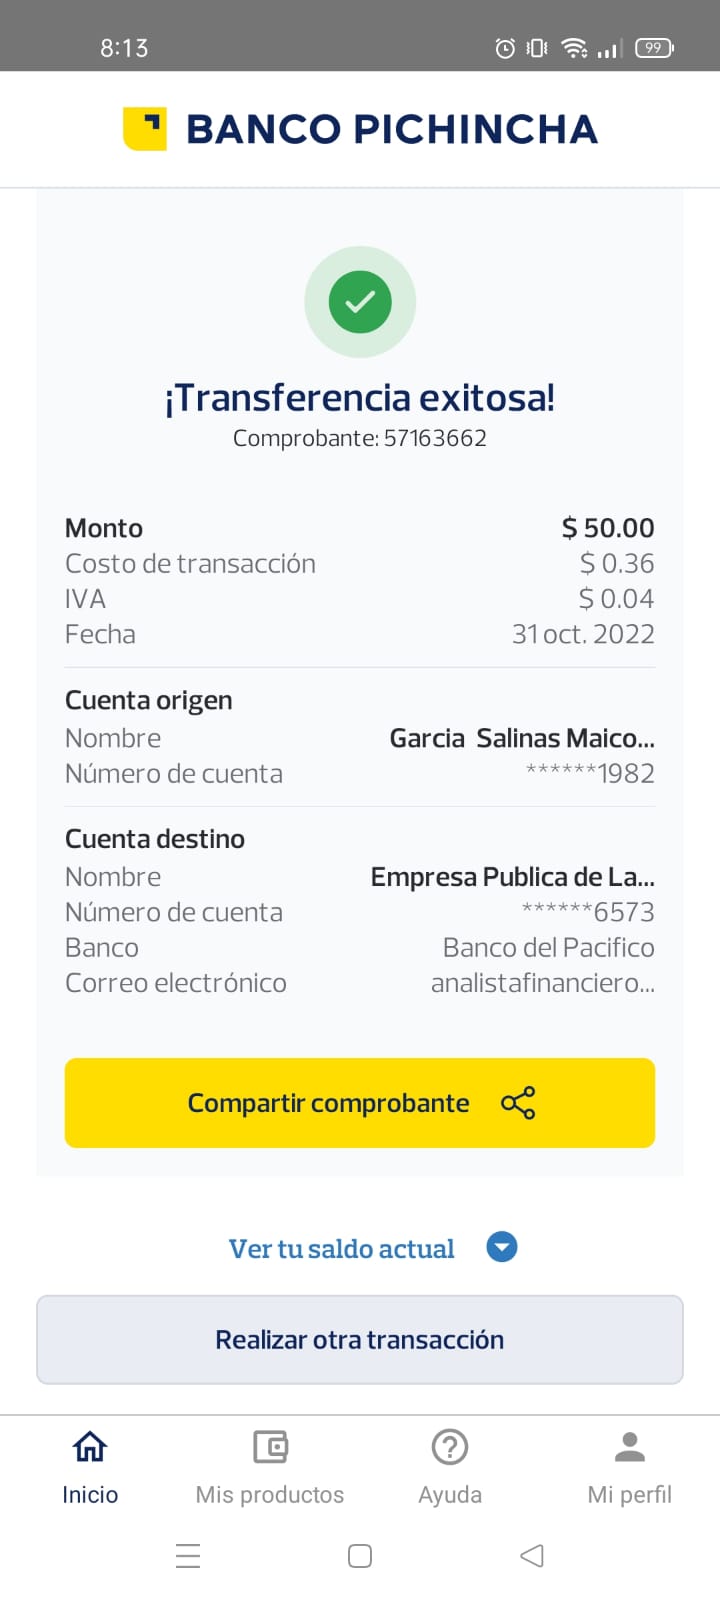 8:13
99
BANCO PICHINCHA
¡Transferencia exitosa!
Comprobante: 57163662
Monto $ 50.00
Costo de transacción $ 0.36
IVA $ 0.04
Fecha 31 oct. 2022
Cuenta origen
Nombre Garcia Salinas Maico...
Número de cuenta ******1982
Cuenta destino
Nombre Empresa Publica de La...
Número de cuenta ******6573
Banco Banco del Pacifico
Correo electrónico analistafinanciero...
Compartir comprobante
Ver tu saldo actual
Realizar otra transacción
Inicio Mis productos Ayuda Mi perfil